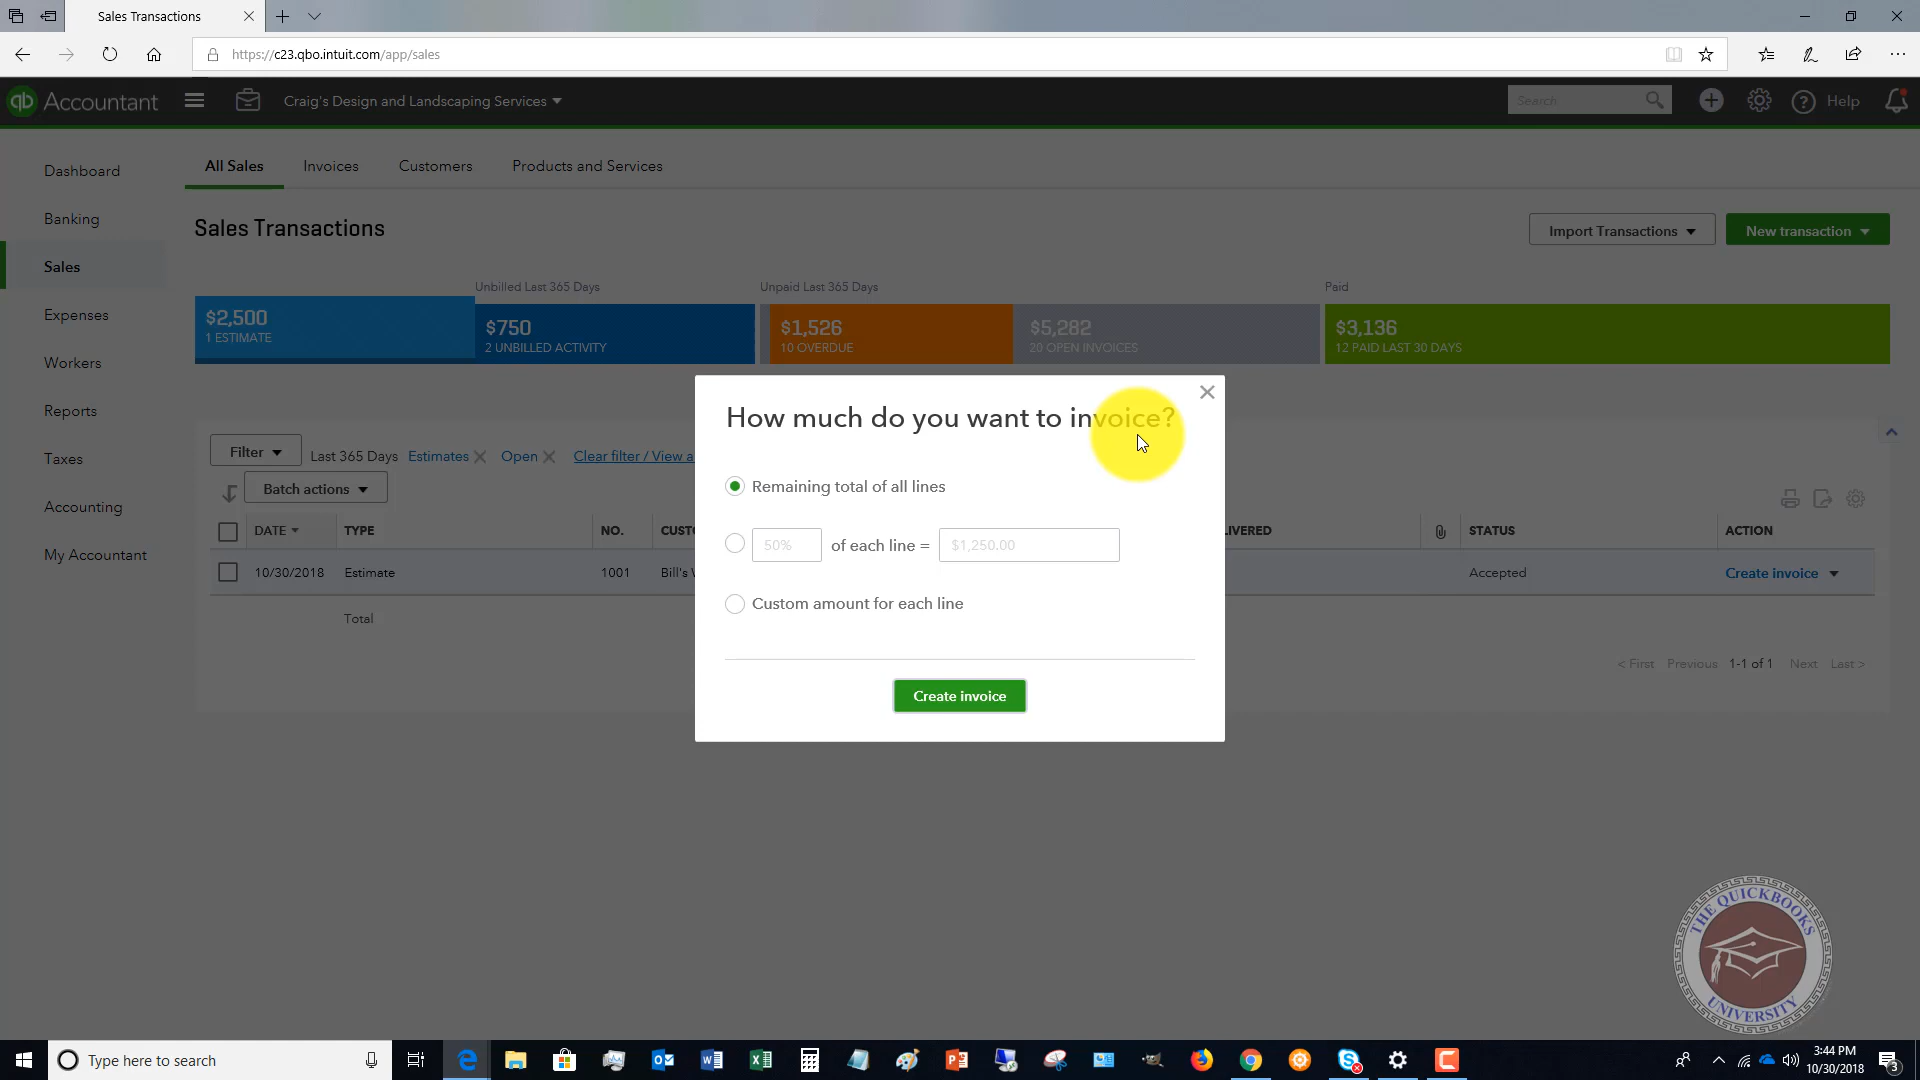 Sales Transactions
https://c23.qbo.intuit.com/app/sales
qb Accountant
Craig's Design and Landscaping Services
Search
Help
Dashboard
Banking
Sales
Expenses
Workers
Reports
Taxes
Accounting
My Accountant
All Sales Invoices Customers Products and Services
Sales Transactions
Import Transactions
New transaction
Unbilled Last 365 Days
Unpaid Last 365 Days
Paid
$2,500
1 ESTIMATE
$750
2 UNBILLED ACTIVITY
$1,526
10 OVERDUE
$5,282
20 OPEN INVOICES
$3,136
12 PAID LAST 30 DAYS
Filter Last 365 Days Estimates Open Clear filter / View a
Batch actions
DATE TYPE NO. CUSTO LIVERED STATUS ACTION
10/30/2018 Estimate 1001 Bill's Accepted Create invoice
Total
< First Previous 1-1 of 1 Next Last >
How much do you want to invoice?
Remaining total of all lines
50% of each line = $1,250.00
Custom amount for each line
Create invoice
THE QUICKBOOKS
UNIVERSITY
Type here to search
3:44 PM
10/30/2018
3